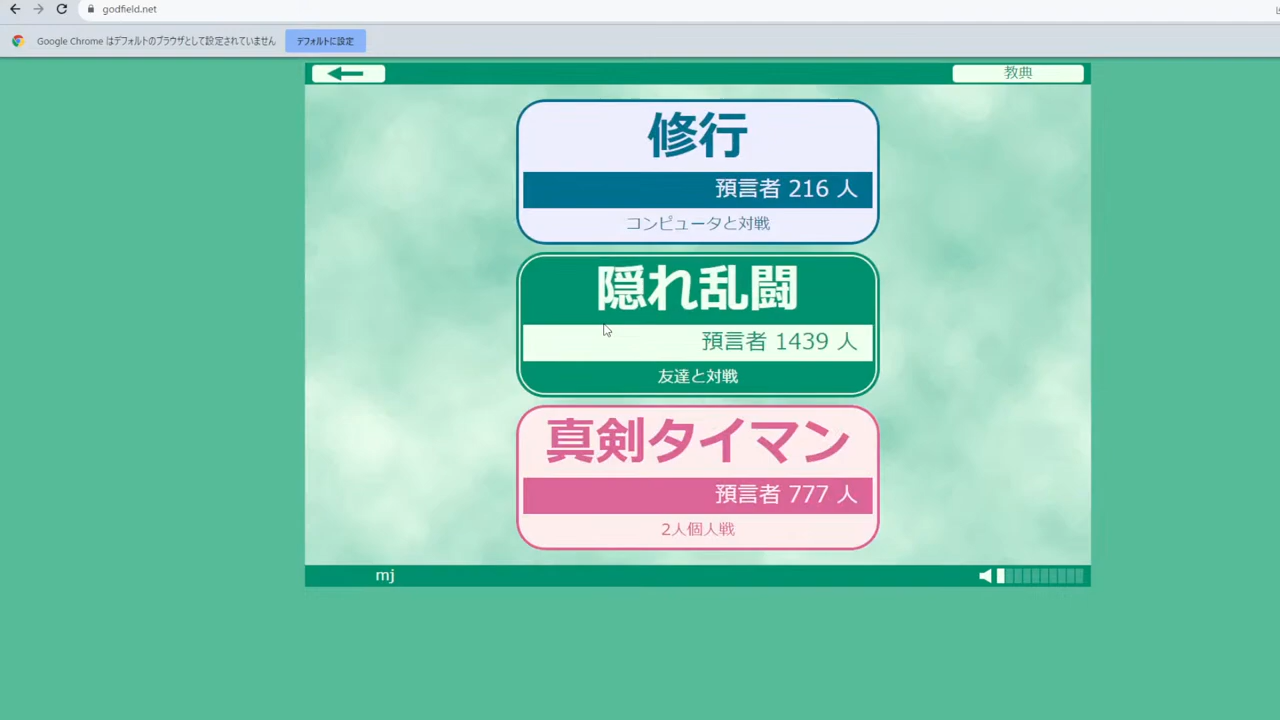 godfield.net
Google Chrome はデフォルトのブラウザとして設定されていません
デフォルトに設定
教典
修行
預言者 216 人
コンピュータと対戦
隠れ乱闘
預言者 1439 人
友達と対戦
真剣タイマン
預言者 777 人
2人個人戦
mj